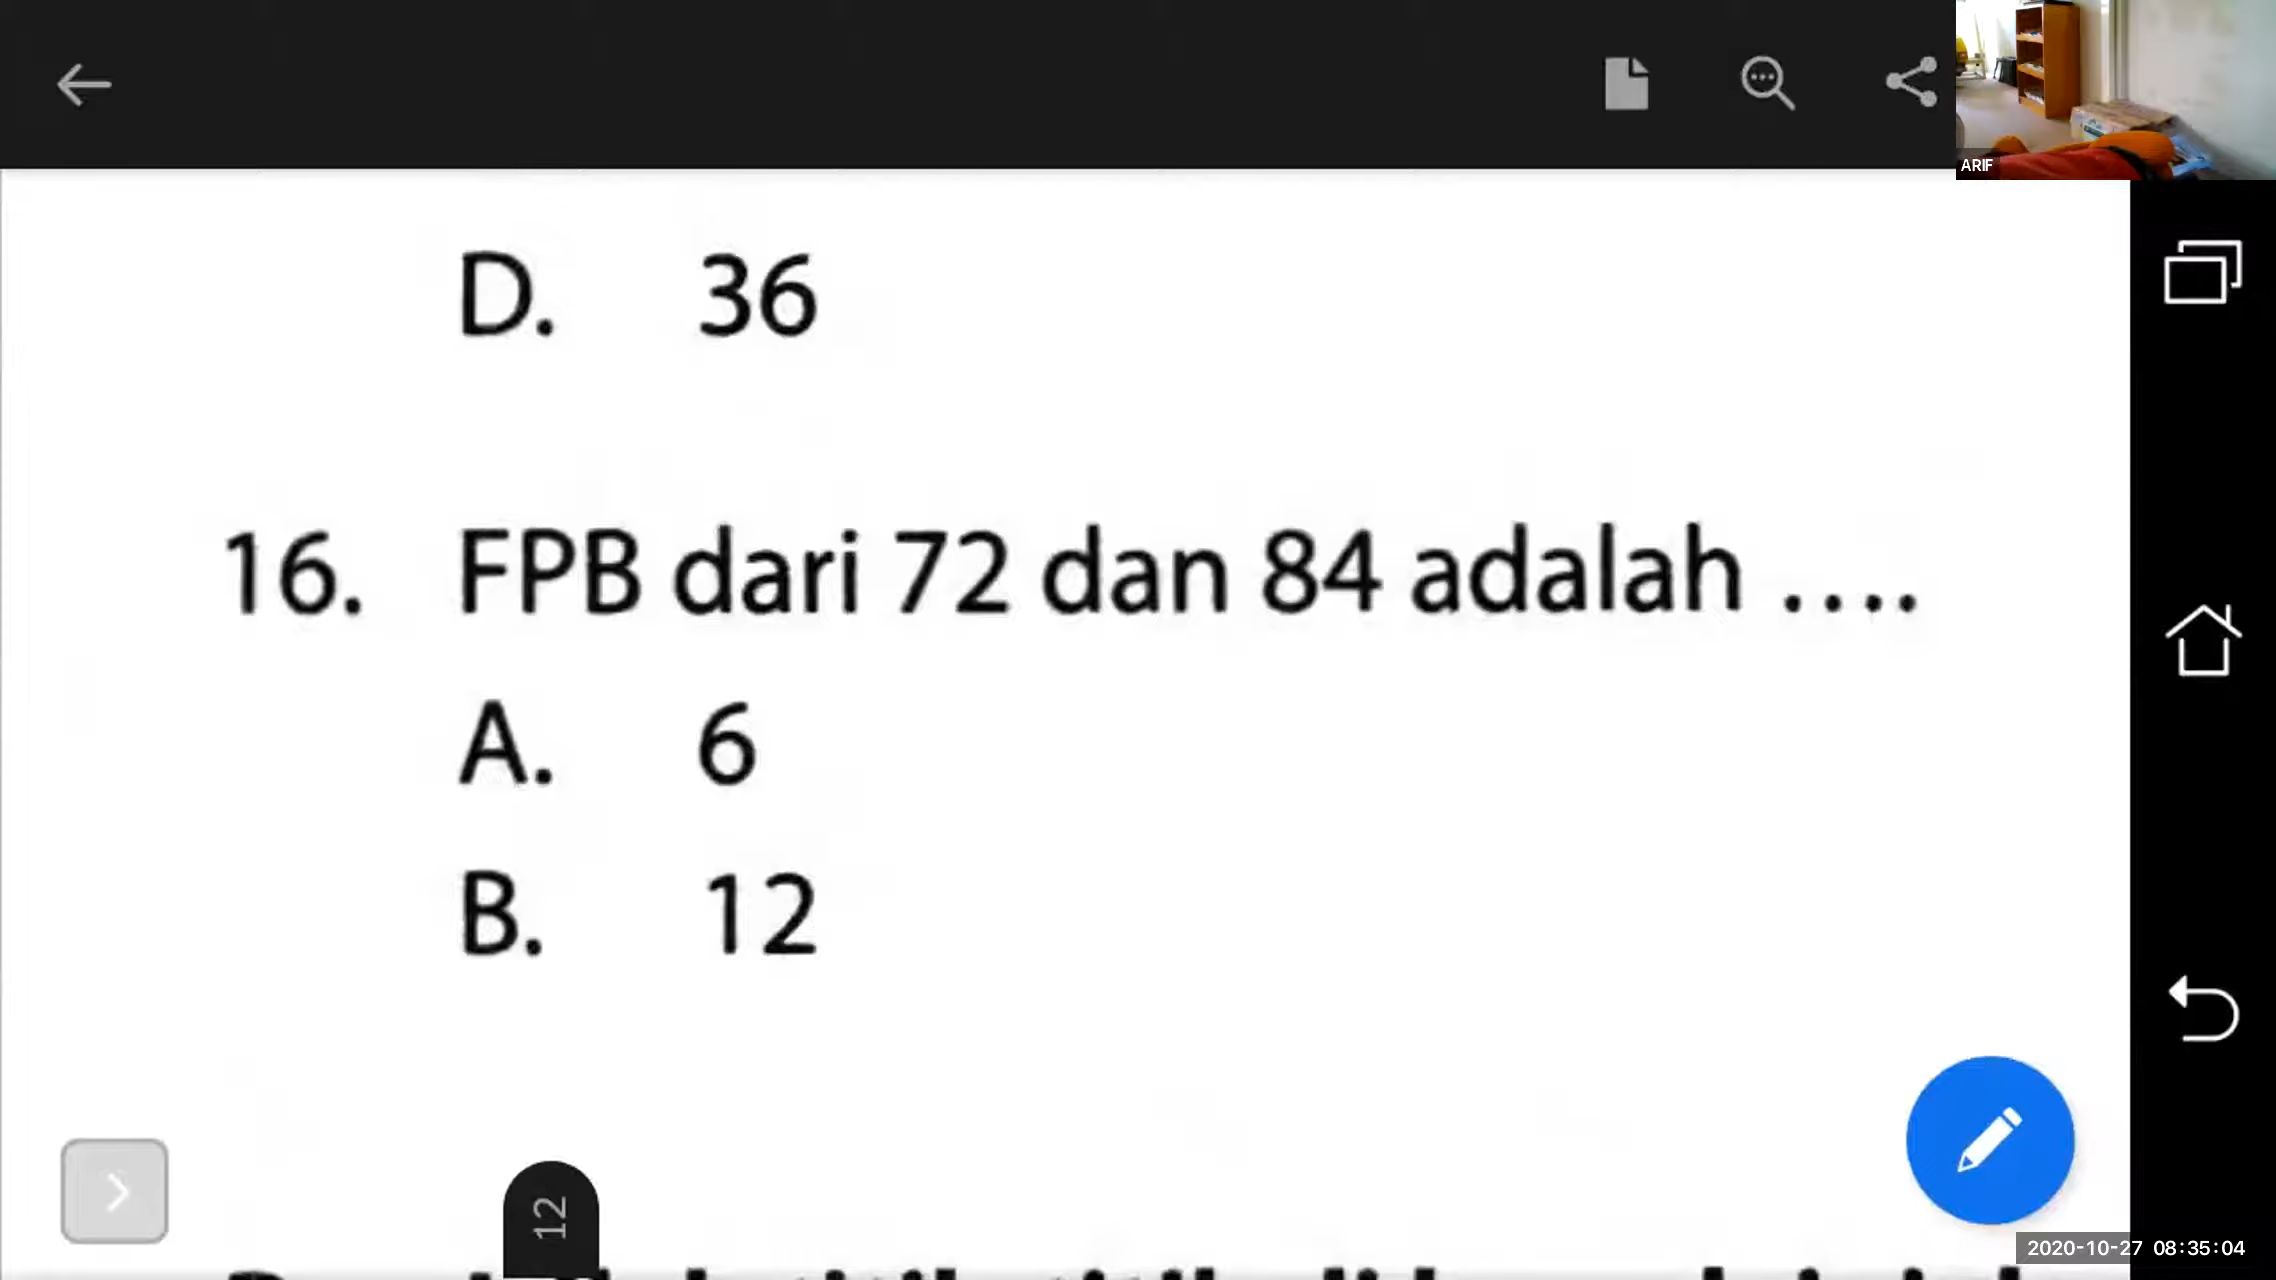 ARIF
D. 36
16. FPB dari 72 dan 84 adalah ....
A. 6
B. 12
12
2020-10-27 08:35:04